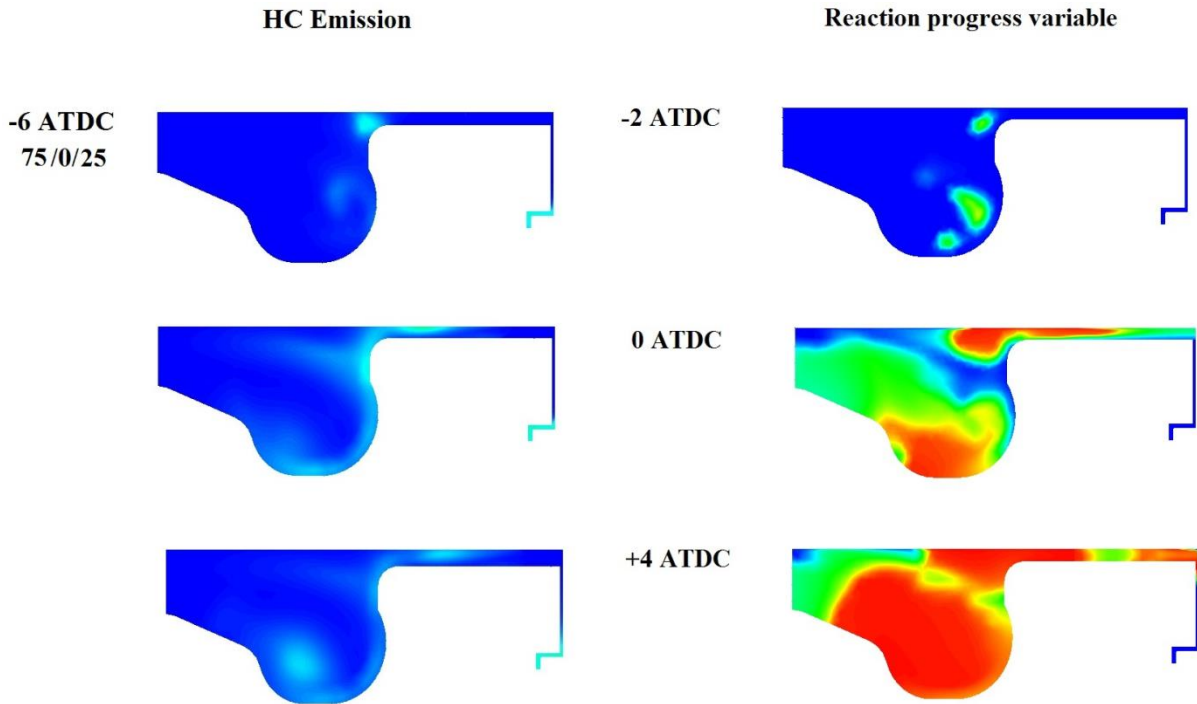 HC Emission
Reaction progress variable
-6 ATDC
75/0/25
-2 ATDC
0 ATDC
+4 ATDC